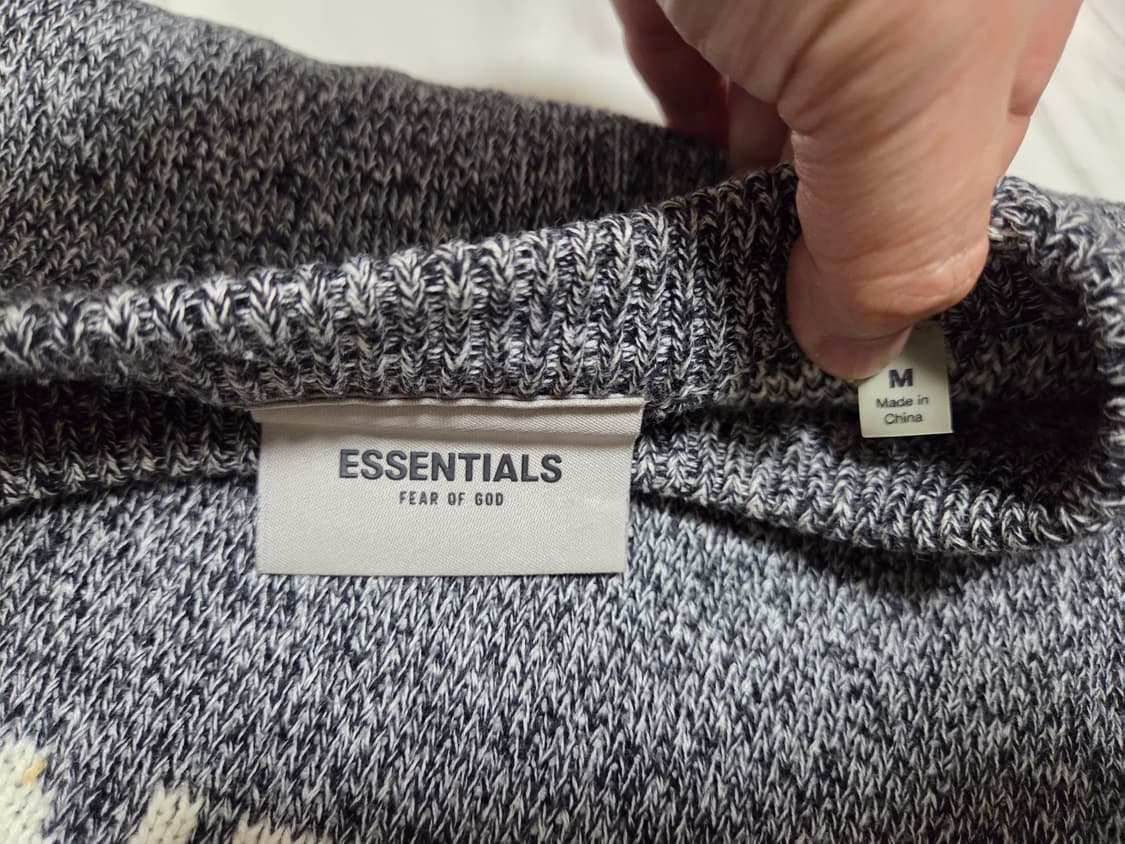 ESSENTIALS
FEAR OF GOD
M
Made in
China